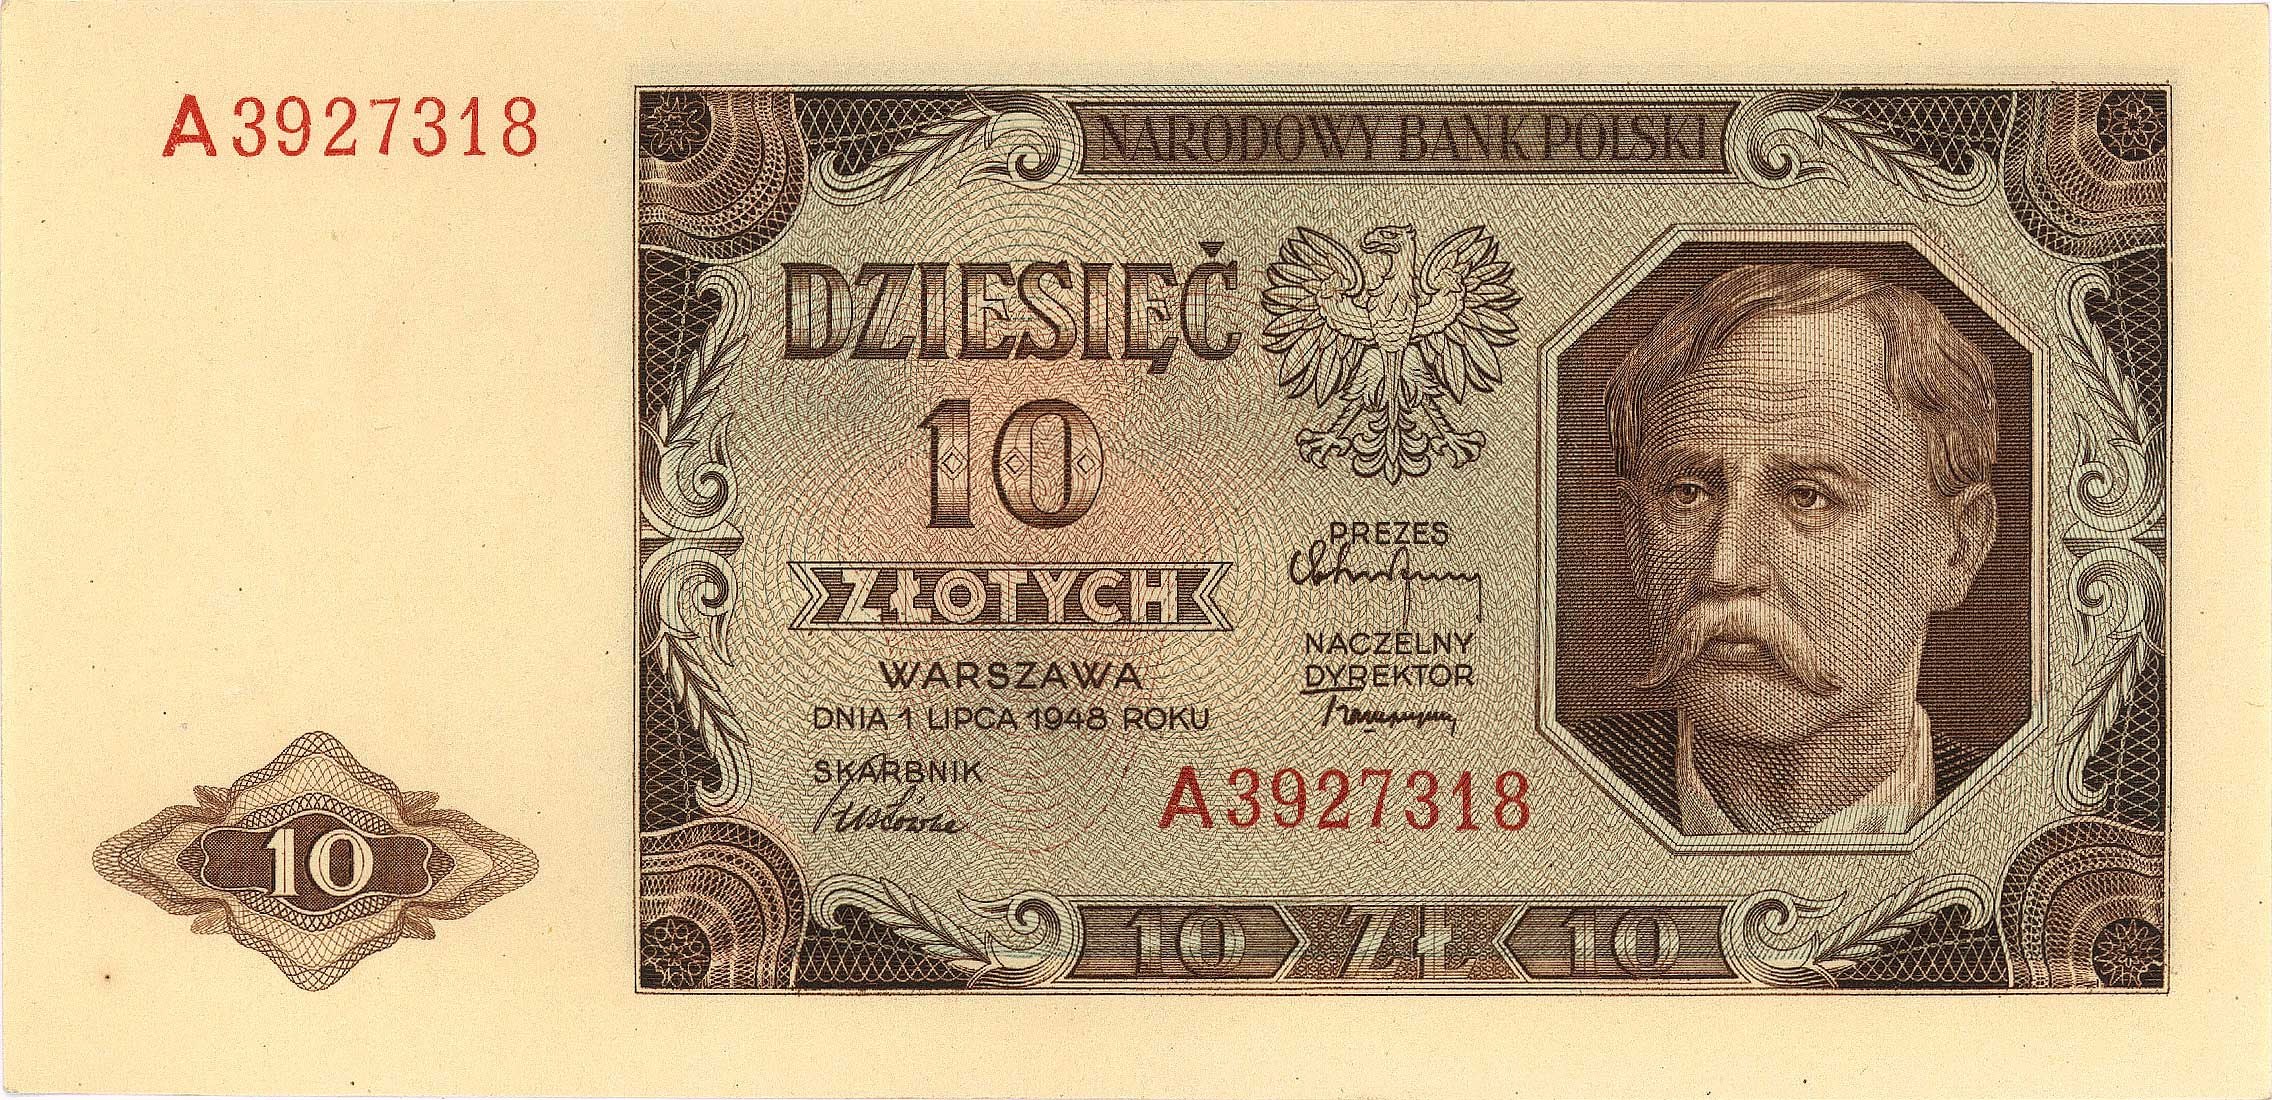 A3927318
NARODOWY BANK POLSKI
DZIESIĘĆ
10
ZŁOTYCH
WARSZAWA
DNIA 1 LIPCA 1948 ROKU
SKARBNIK
PREZES
NACZELNY
DYREKTOR
A3927318
10
10 ZŁ 10